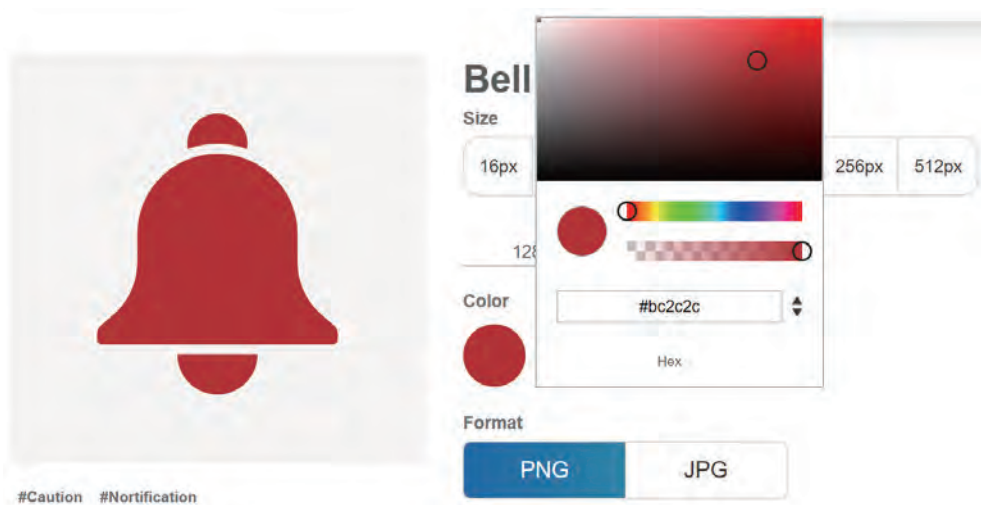 Bell
Size
16px
256px
512px
128
Color
#bc2c2c
Hex
Format
PNG
JPG
#Caution #Nortification